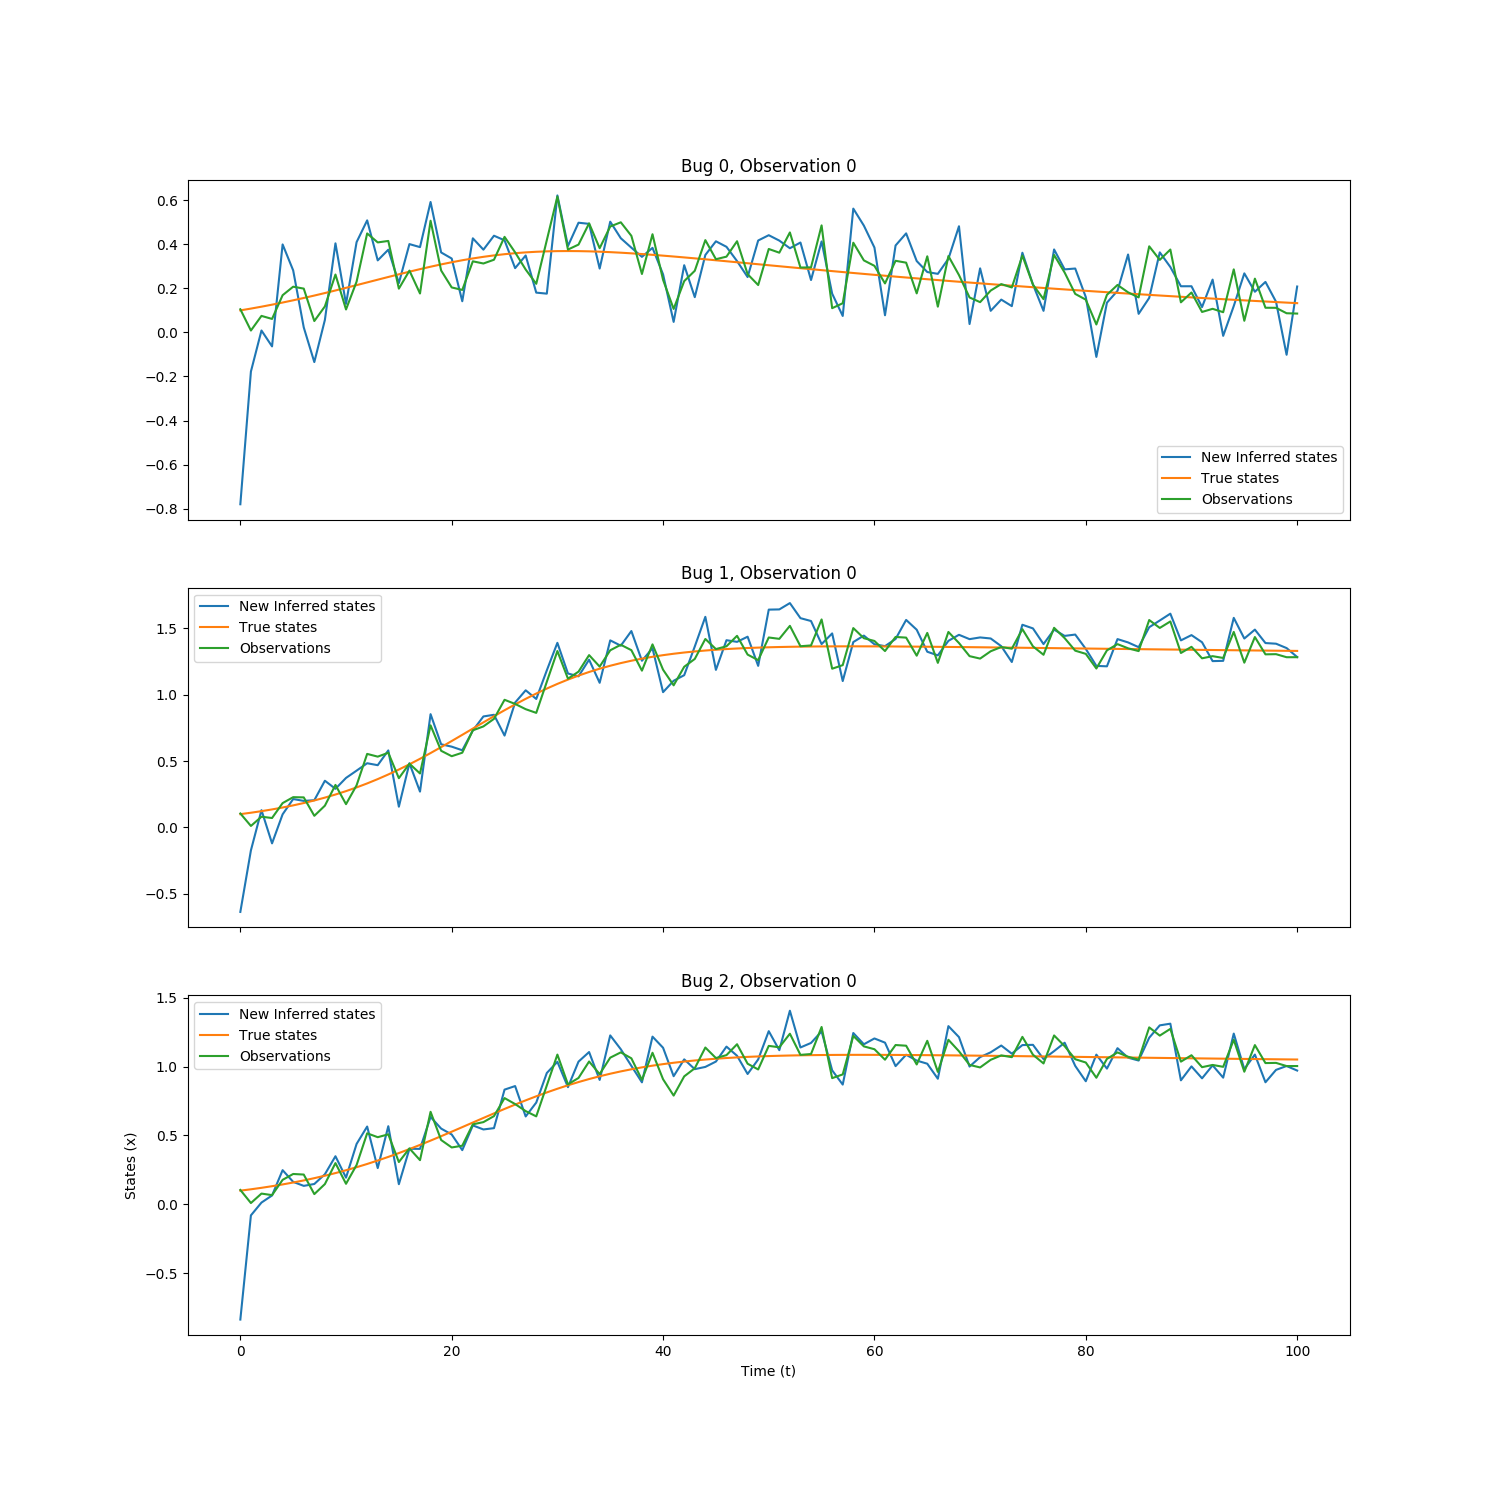 Bug 0, Observation 0
0.6
0.4
0.2
0.0
−0.2
−0.4
−0.6
−0.8
New Inferred states
True states
Observations
Bug 1, Observation 0
1.5
1.0
0.5
0.0
−0.5
New Inferred states
True states
Observations
Bug 2, Observation 0
1.5
1.0
0.5
0.0
−0.5
New Inferred states
True states
Observations
States (x)
0 20 40 60 80 100
Time (t)